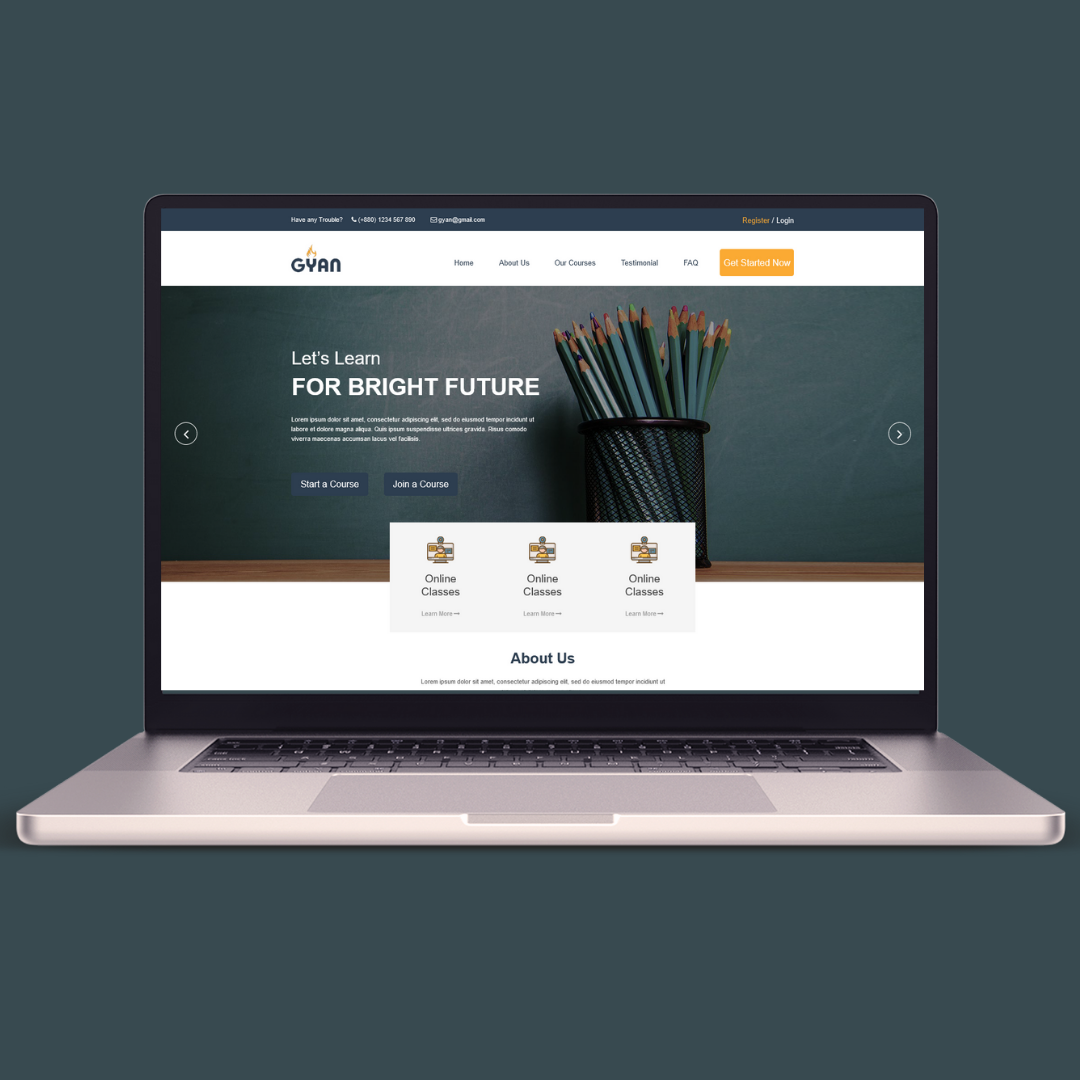 Have any Trouble? (+880) 1234 567 890 gyan@gmail.com Register / Login
GYAN Home About Us Our Courses Testimonial FAQ Get Started Now
Let's Learn
FOR BRIGHT FUTURE
Lorem ipsum dolor sit amet, consectetur adipiscing elit, sed do eiusmod tempor incidunt ut
labore et dolore magna aliqua. Quis ipsum suspendisse ultrices gravida. Risus comodo
viverra maecenas accumsan lacus vel facilisis.
Start a Course Join a Course
Online Online Online
Classes Classes Classes
Learn More Learn More Learn More
About Us
Lorem ipsum dolor sit amet, consectetur adipiscing elit, sed do eiusmod tempor incidiunt ut